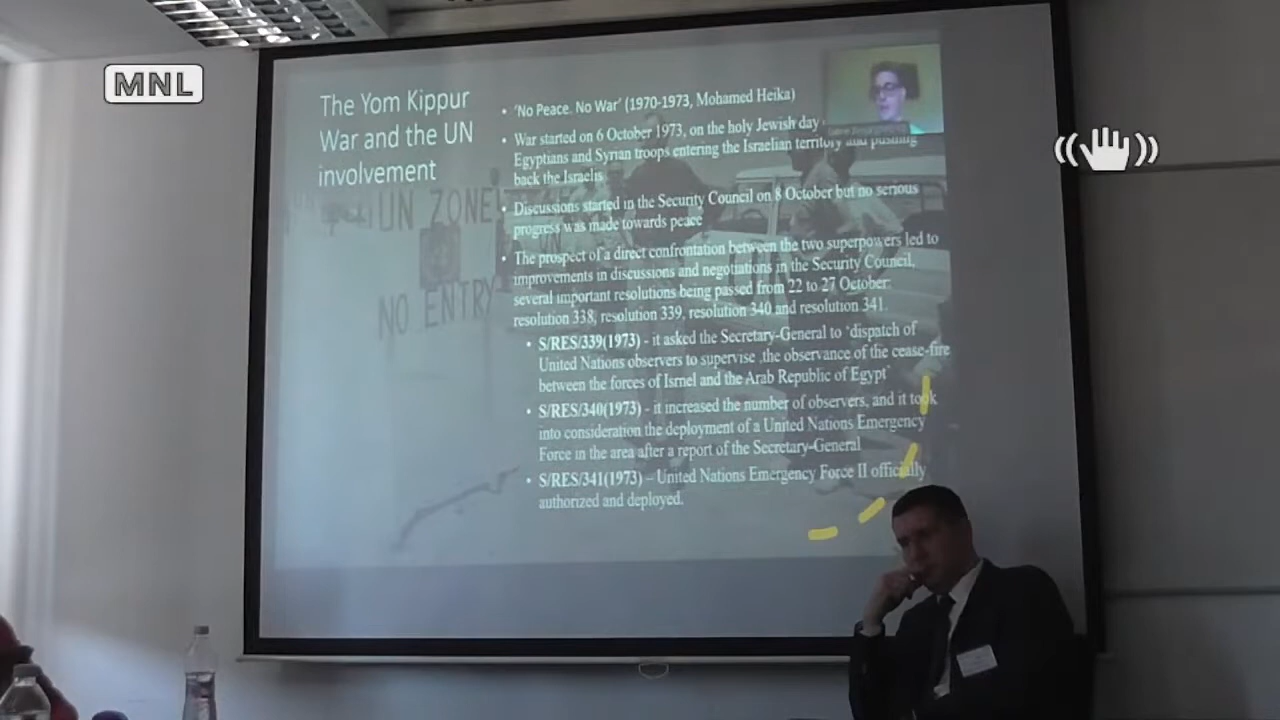 MNL
The Yom Kippur
War and the UN
involvement
• 'No Peace. No War' (1970-1973, Mohamed Heika)
• War started on 6 October 1973, on the holy Jewish day
Egyptians and Syrian troops entering the Israelian territory and pushing
back the Israelis
• Discussions started in the Security Council on 8 October but no serious
progress was made towards peace
• The prospect of a direct confrontation between the two superpowers led to
improvements in discussions and negotiations in the Security Council,
several important resolutions being passed from 22 to 27 October:
resolution 338, resolution 339, resolution 340 and resolution 341.
• S/RES/339(1973) - it asked the Secretary-General to 'dispatch of
United Nations observers to supervise ,the observance of the cease-fire
between the forces of Isrnel and the Arab Republic of Egypt'
• S/RES/340(1973) - it increased the number of observers, and it took
into consideration the deployment of a United Nations Emergency
Force in the area after a report of the Secretary-General
• S/RES/341(1973) – United Nations Emergency Force II officially
authorized and deployed.
UN ZONE
NO ENTRY
UN